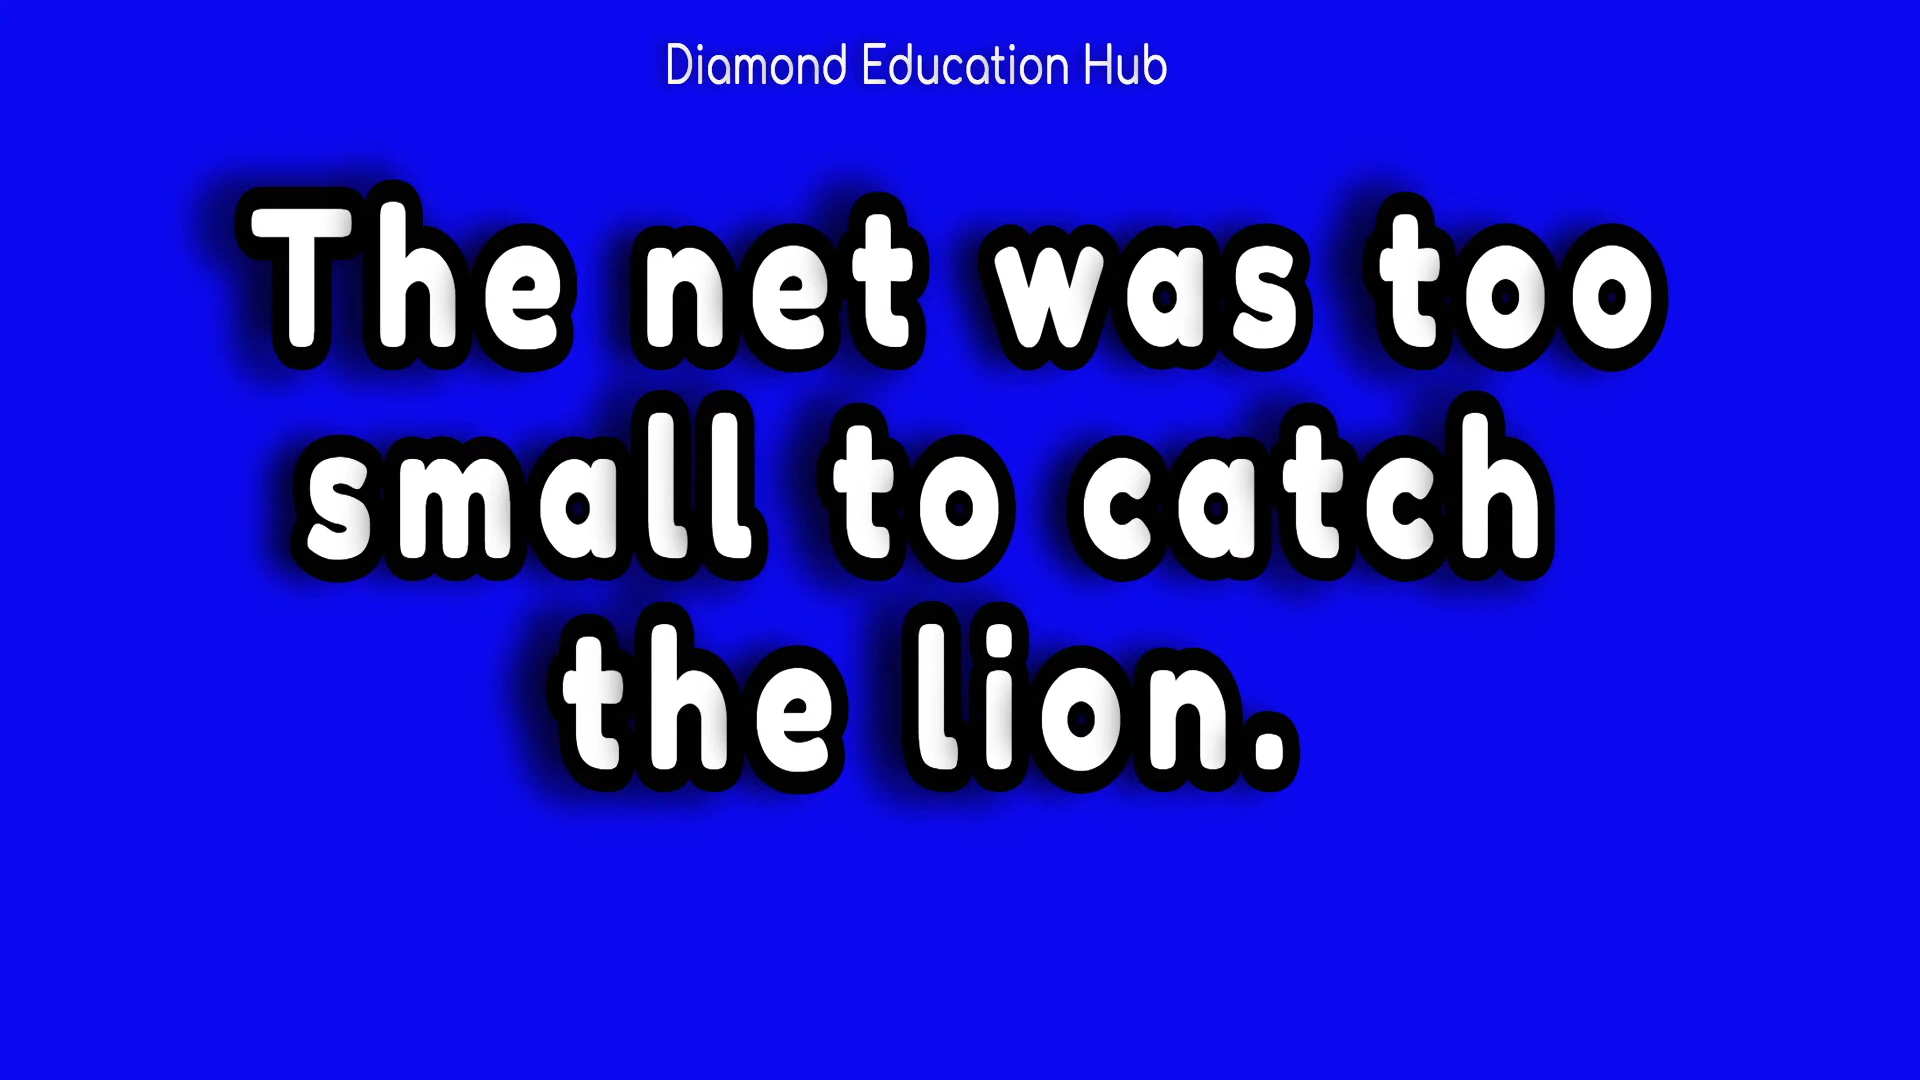 Diamond Education Hub
The net was too
small to catch
the lion.